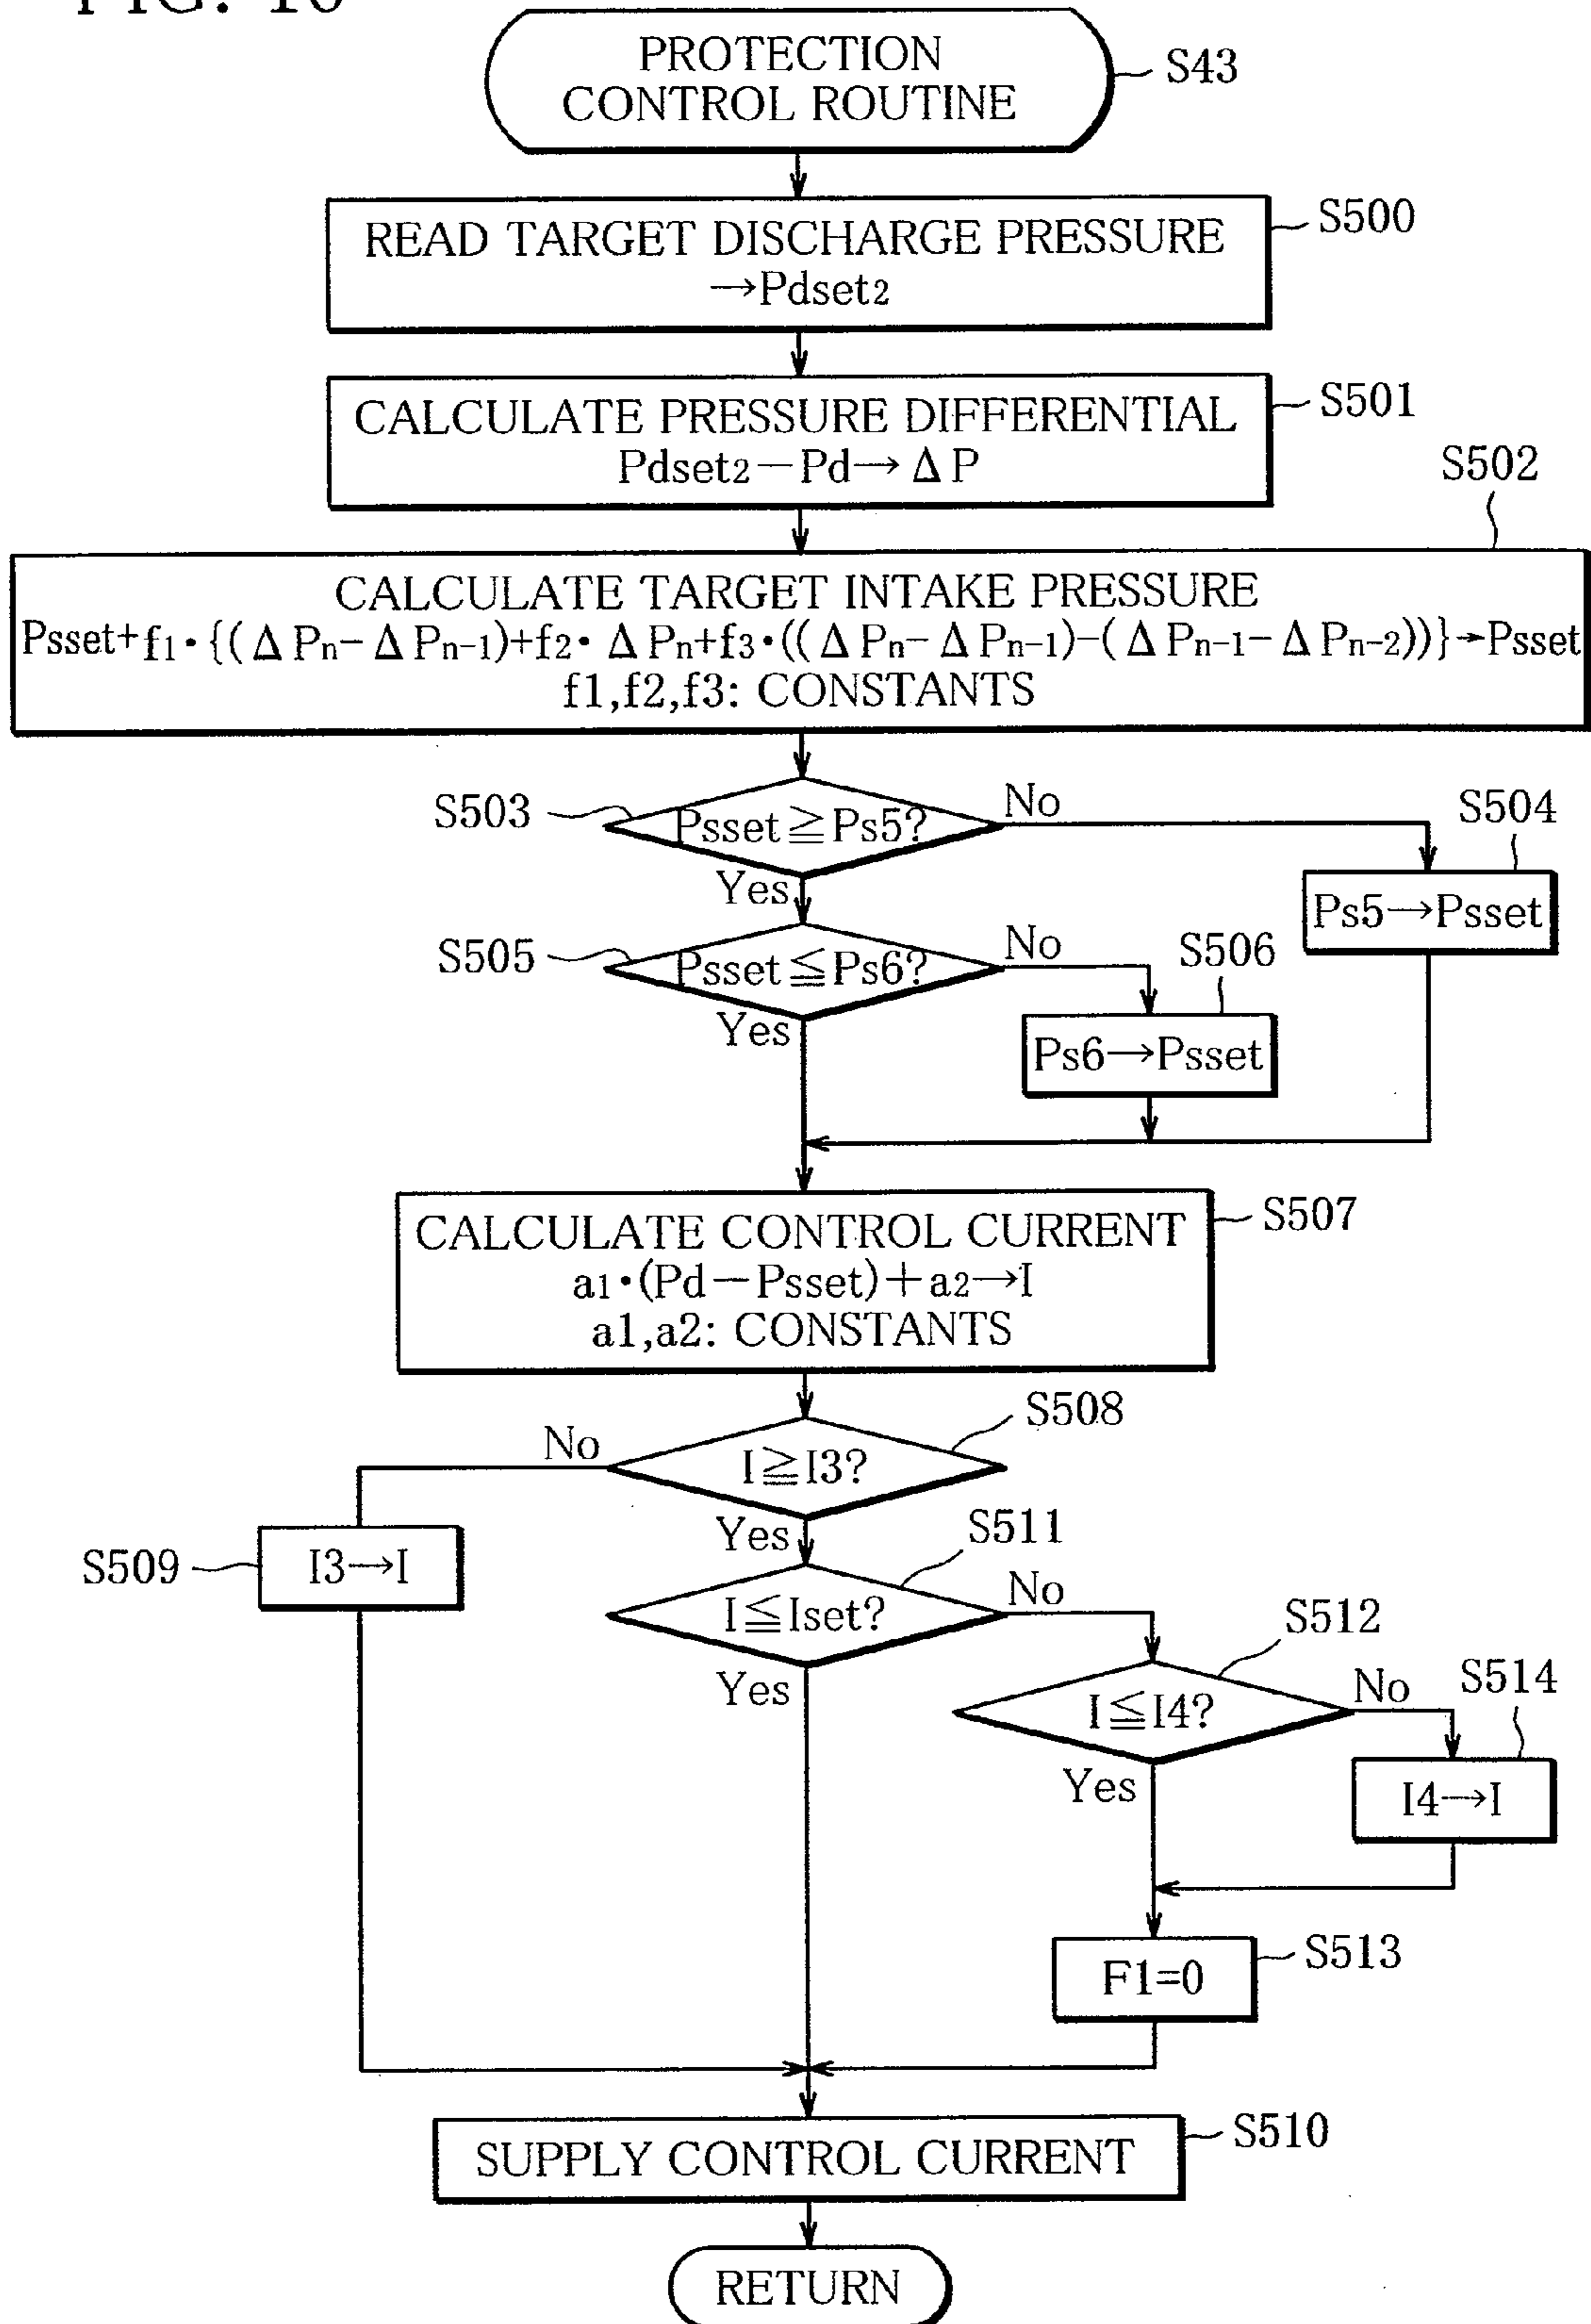 FIG. 10
PROTECTION
CONTROL ROUTINE
S43
READ TARGET DISCHARGE PRESSURE
→Pdset2
S500
CALCULATE PRESSURE DIFFERENTIAL
Pdset2−Pd→ΔP
S501
S502
CALCULATE TARGET INTAKE PRESSURE
Psset+f1·{(ΔPn−ΔPn-1)+f2·ΔPn+f3·((ΔPn−ΔPn-1)−(ΔPn-1−ΔPn-2))}→Psset
f1,f2,f3: CONSTANTS
S503
Psset≧Ps5?
No
Yes
S504
Ps5→Psset
S505
Psset≦Ps6?
No
Yes
S506
Ps6→Psset
CALCULATE CONTROL CURRENT
a1·(Pd−Psset)+a2→I
a1,a2: CONSTANTS
S507
S508
I≧I3?
No
Yes
S509
I3→I
S511
I≦Iset?
No
Yes
S512
I≦I4?
No
Yes
S514
I4→I
F1=0
S513
SUPPLY CONTROL CURRENT
S510
RETURN